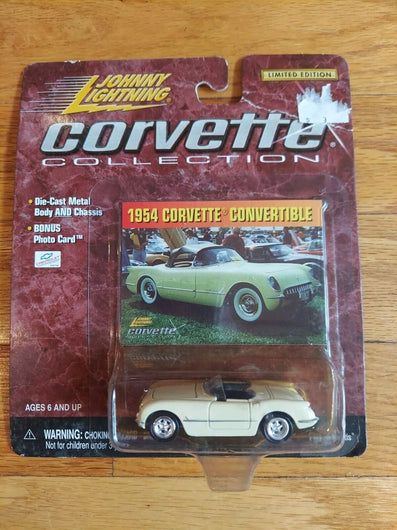 JOHNNY
LIGHTNING
LIMITED EDITION
corvette
COLLECTION
• Die-Cast Metal
Body AND Chassis
• BONUS
Photo Card™
1954 CORVETTE® CONVERTIBLE
JOHNNY
LIGHTNING
corvette
AGES 6 AND UP
WARNING: CHOKING
Not for children under 3